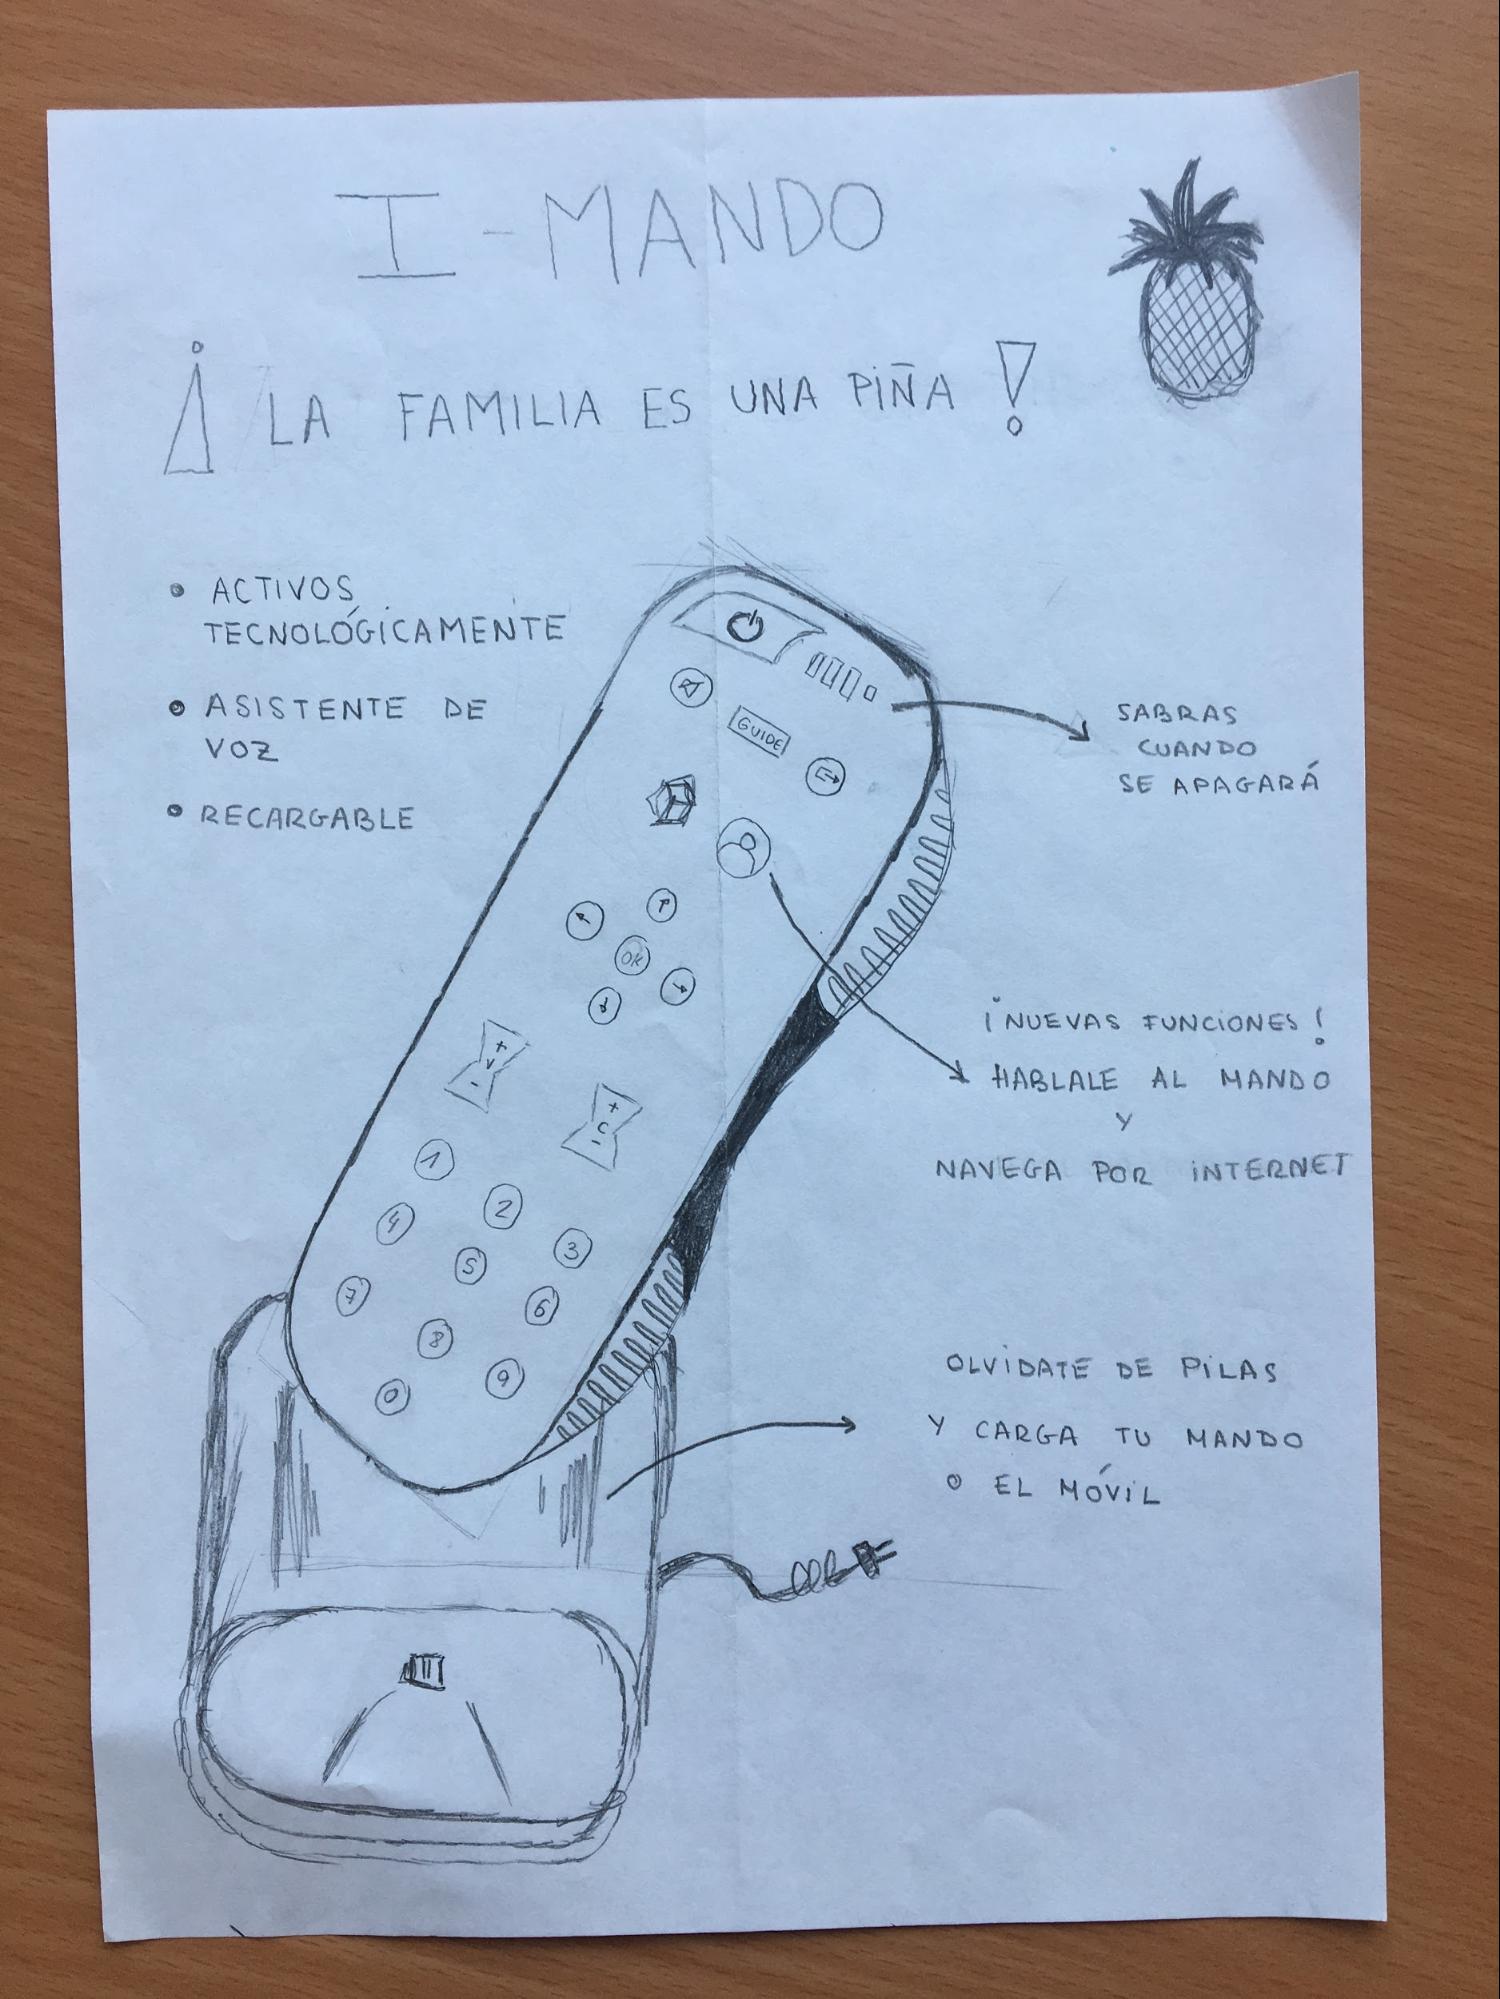 I-MANDO
¡LA FAMILIA ES UNA PIÑA!
• ACTIVOS
TECNOLÓGICAMENTE
• ASISTENTE DE
VOZ
• RECARGABLE
GUIDE
OK
+
V
-
+
C
-
1
2
3
4
5
6
7
8
9
0
SABRAS
CUANDO
SE APAGARÁ
¡NUEVAS FUNCIONES!
HABLALE AL MANDO
Y
NAVEGA POR INTERNET
OLVIDATE DE PILAS
Y CARGA TU MANDO
O EL MÓVIL